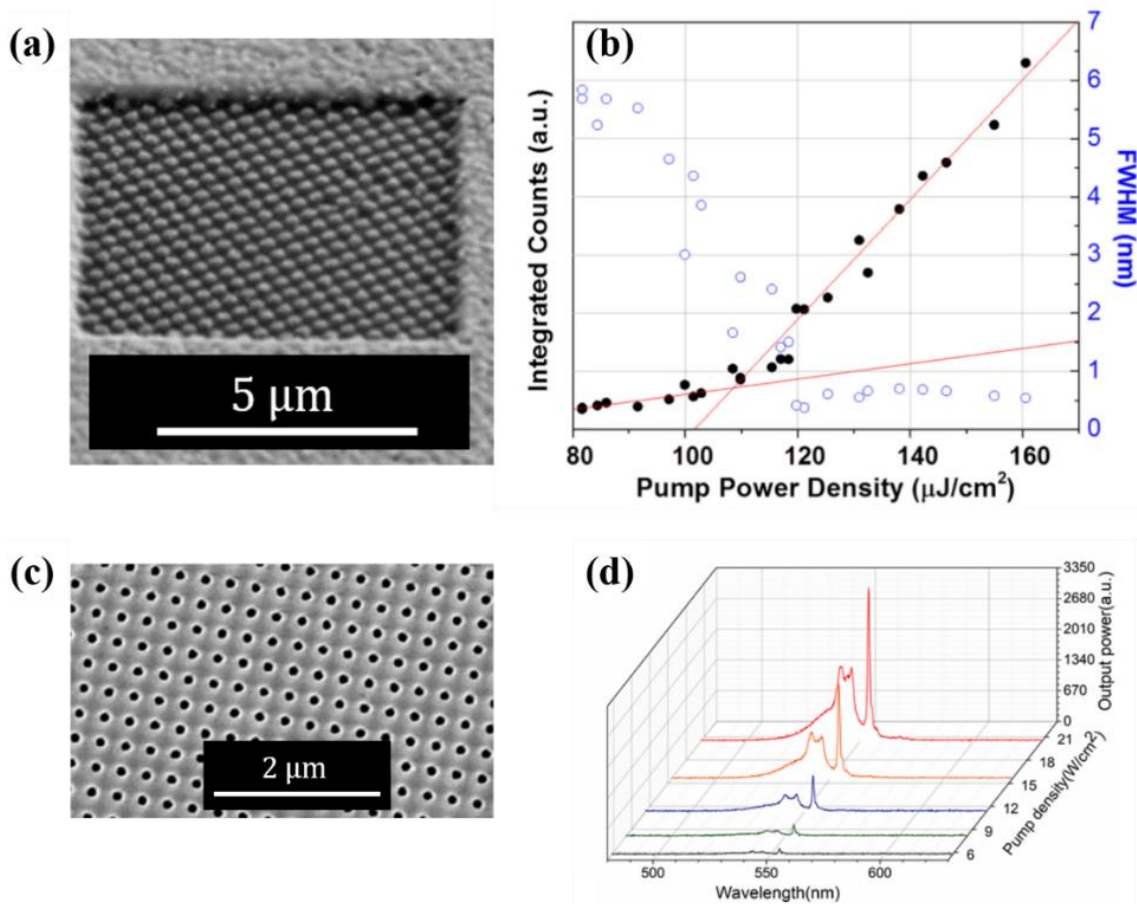 (a)
5 μm
(b)
Integrated Counts (a.u.)
7
6
5
4
3
2
1
0
FWHM (nm)
80 100 120 140 160
Pump Power Density (μJ/cm²)
(c)
2 μm
(d)
3350
2680
2010
1340
670
0
Output power(a.u.)
21
18
15
12
9
6
Pump density(W/cm²)
500 550 600
Wavelength(nm)